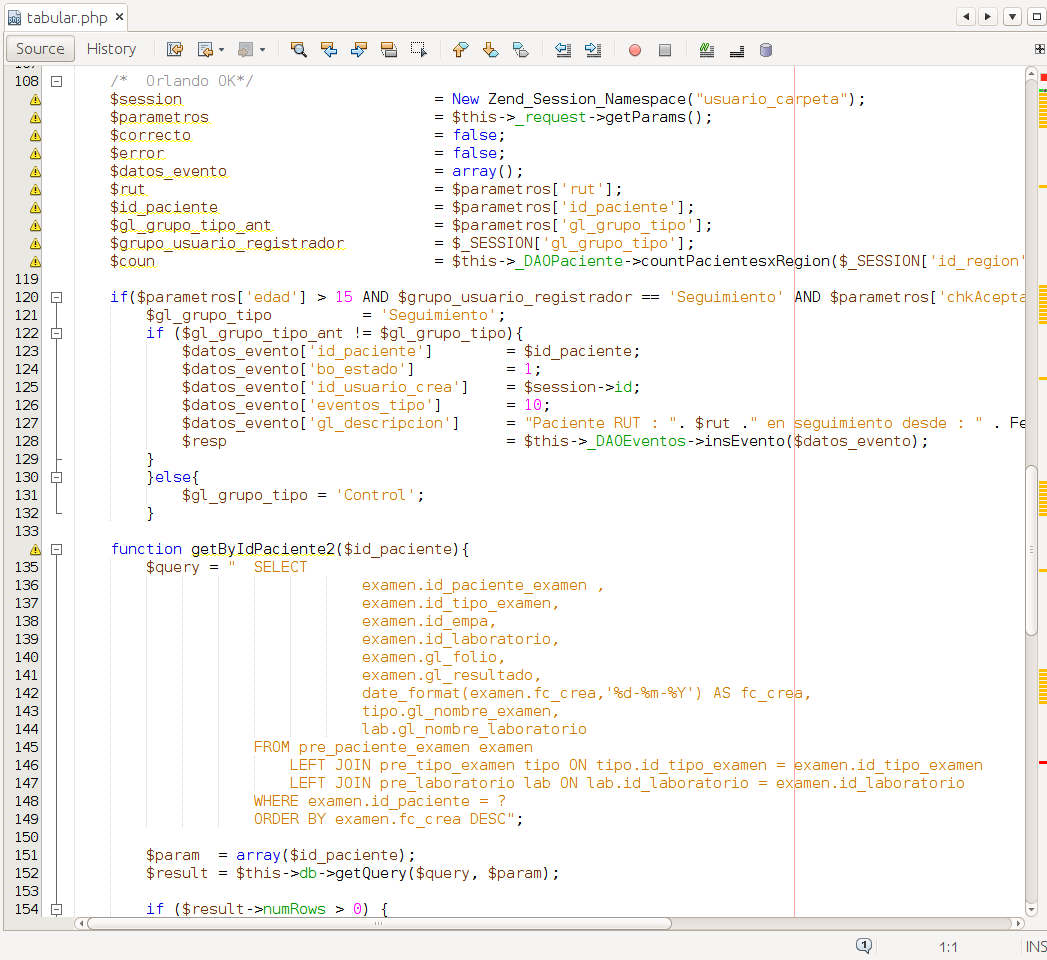 tabular.php
Source History
108 /*  Orlando OK*/
$session = New Zend_Session_Namespace("usuario_carpeta");
$parametros = $this->_request->getParams();
$correcto = false;
$error = false;
$datos_evento = array();
$rut = $parametros['rut'];
$id_paciente = $parametros['id_paciente'];
$gl_grupo_tipo_ant = $parametros['gl_grupo_tipo'];
$grupo_usuario_registrador = $_SESSION['gl_grupo_tipo'];
$coun = $this->_DAOPaciente->countPacientesxRegion($_SESSION['id_region'
119
120 if($parametros['edad'] > 15 AND $grupo_usuario_registrador == 'Seguimiento' AND $parametros['chkAcepta
121 $gl_grupo_tipo = 'Seguimiento';
122 if ($gl_grupo_tipo_ant != $gl_grupo_tipo){
123 $datos_evento['id_paciente'] = $id_paciente;
124 $datos_evento['bo_estado'] = 1;
125 $datos_evento['id_usuario_crea'] = $session->id;
126 $datos_evento['eventos_tipo'] = 10;
127 $datos_evento['gl_descripcion'] = "Paciente RUT : ". $rut ." en seguimiento desde : " . Fe
128 $resp = $this->_DAOEventos->insEvento($datos_evento);
129 }
130 }else{
131 $gl_grupo_tipo = 'Control';
132 }
133
function getByIdPaciente2($id_paciente){
135 $query = "  SELECT
136 examen.id_paciente_examen ,
137 examen.id_tipo_examen,
138 examen.id_empa,
139 examen.id_laboratorio,
140 examen.gl_folio,
141 examen.gl_resultado,
142 date_format(examen.fc_crea,'%d-%m-%Y') AS fc_crea,
143 tipo.gl_nombre_examen,
144 lab.gl_nombre_laboratorio
145 FROM pre_paciente_examen examen
146 LEFT JOIN pre_tipo_examen tipo ON tipo.id_tipo_examen = examen.id_tipo_examen
147 LEFT JOIN pre_laboratorio lab ON lab.id_laboratorio = examen.id_laboratorio
148 WHERE examen.id_paciente = ?
149 ORDER BY examen.fc_crea DESC";
150
151 $param  = array($id_paciente);
152 $result = $this->db->getQuery($query, $param);
153
154 if ($result->numRows > 0) {
1 1:1 INS